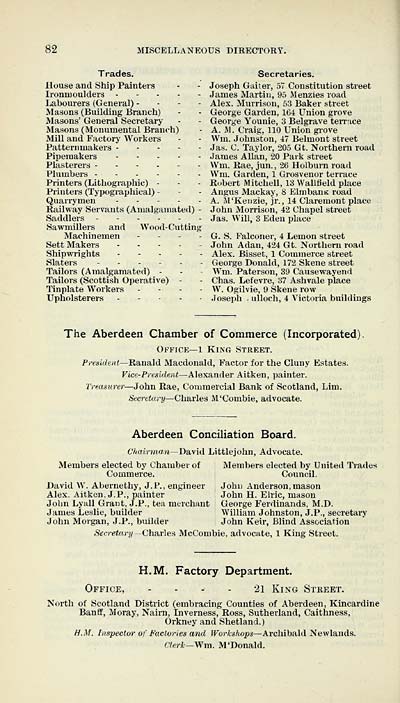 82 MISCELLANEOUS DIRECTORY.
Trades. Secretaries.
House and Ship Painters - - Joseph Gaiter, 57 Constitution street
Ironmoulders - - - - - James Martin, 95 Menzies road
Labourers (General) - - - - Alex. Murrison, 53 Baker street
Masons (Building Branch) - - George Garden, 164 Union grove
Masons' General Secretary - - George Younie, 3 Belgrave terrace
Masons (Monumental Branch) - A. M. Craig, 110 Union grove
Mill and Factory Workers - - Wm. Johnston, 47 Belmont street
Patternmakers - - - - - Jas. C. Taylor, 205 Gt. Northern road
Pipemakers - - - - - James Allan, 20 Park street
Plasterers - - - - - - Wm. Rae, jun., 26 Holburn road
Plumbers - - - - - - Wm. Garden, 1 Grosvenor terrace
Printers (Lithographic) - - - Robert Mitchell, 13 Wallfield place
Printers (Typographical) - - - Angus Mackay, 8 Elmbank road
Quarrymen - - - - - A. M'Kenzie, jr., 14 Claremont place
Railway Servants (Amalgamated) - John Morrison, 42 Chapel street
Saddlers - - - - - - Jas. Will, 3 Eden place
Sawmillers and Wood-Cutting
Machinemen - - - - G. S. Falconer, 4 Lemon street
Sett Makers - - - - - John Adan, 424 Gt. Northern road
Shipwrights - - - - - Alex. Bisset, 1 Commerce street
Slaters - - - - - - George Donald, 172 Skene street
Tailors (Amalgamated) - - - Wm. Paterson, 39 Causewayend
Tailors (Scottish Operative) - - Chas. Lefevre, 37 Ashvale place
Tinplate Workers - - - - W. Ogilvie, 9 Skene row
Upholsterers - - - - - Joseph ulloch, 4 Victoria buildings
The Aberdeen Chamber of Commerce (Incorporated).
OFFICE—1 KING STREET.
President—Ranald Macdonald, Factor for the Cluny Estates.
Vice-President—Alexander Aitken, painter.
Treasurer—John Rae, Commercial Bank of Scotland, Lim.
Secretary—Charles M'Combie, advocate.
Aberdeen Conciliation Board.
Chairman—David Littlejohn, Advocate.
Members elected by Chamber of
Commerce.
David W. Abernethy, J.P., engineer
Alex. Aitken, J.P., painter
John Lyall Grant, J.P., tea merchant
James Leslie, builder
John Morgan, J.P., builder
Members elected by United Trades
Council.
John Anderson, mason
John H. Elric, mason
George Ferdinands, M.D.
William Johnston, J.P., secretary
John Keir, Blind Association
Secretary—Charles McCombie, advocate, 1 King Street.
H.M. Factory Department.
OFFICE, - - - - 21 KING STREET.
North of Scotland District (embracing Counties of Aberdeen, Kincardine
Banff, Moray, Nairn, Inverness, Ross, Sutherland, Caithness,
Orkney and Shetland.)
H.M. Inspector of Factories and Workshops—Archibald Newlands.
Clerk—Wm. M'Donald.